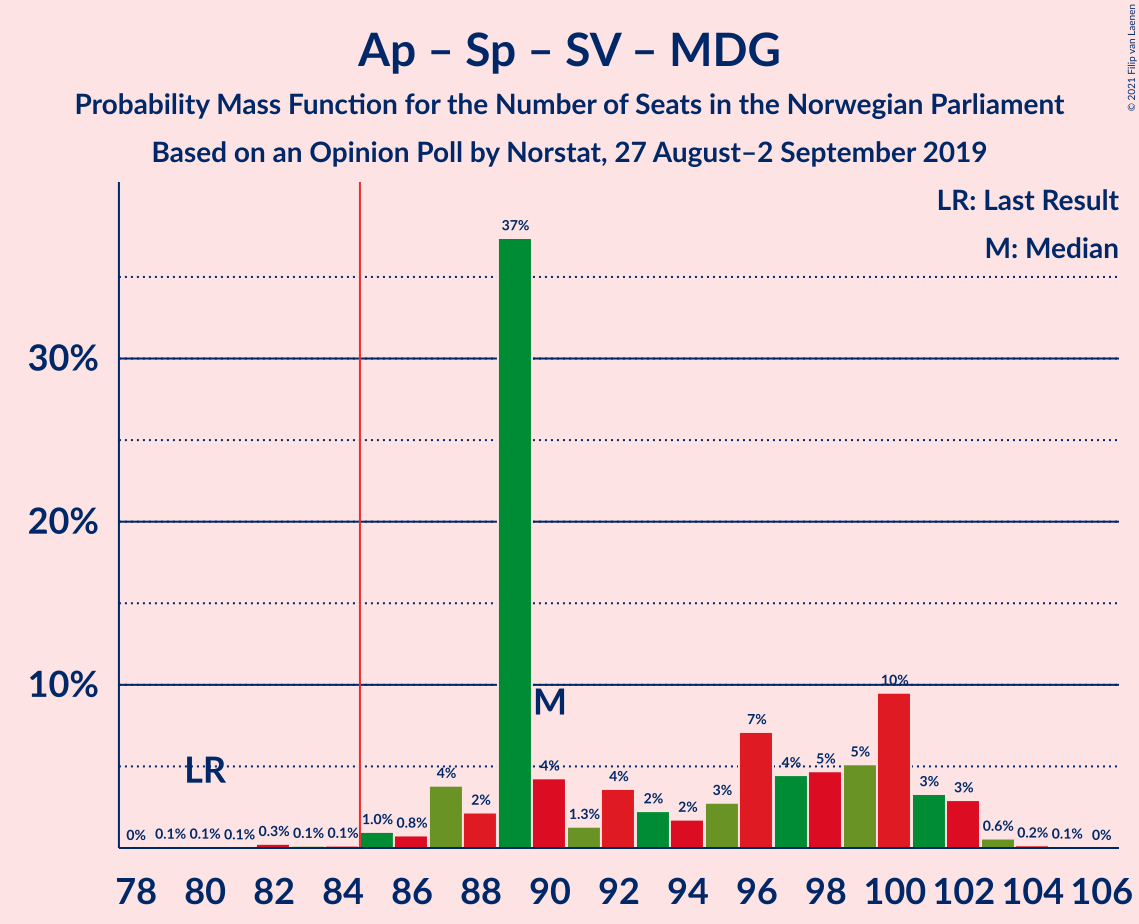 Ap – Sp – SV – MDG
Probability Mass Function for the Number of Seats in the Norwegian Parliament
Based on an Opinion Poll by Norstat, 27 August–2 September 2019
© 2021 Filip van Laenen
LR: Last Result
M: Median
30%
20%
10%
LR
M
0% 0.1% 0.1% 0.1% 0.3% 0.1% 0.1% 1.0% 0.8% 4% 2% 37% 4% 1.3% 4% 2% 2% 3% 7% 4% 5% 5% 10% 3% 3% 0.6% 0.2% 0.1% 0%
78 80 82 84 86 88 90 92 94 96 98 100 102 104 106